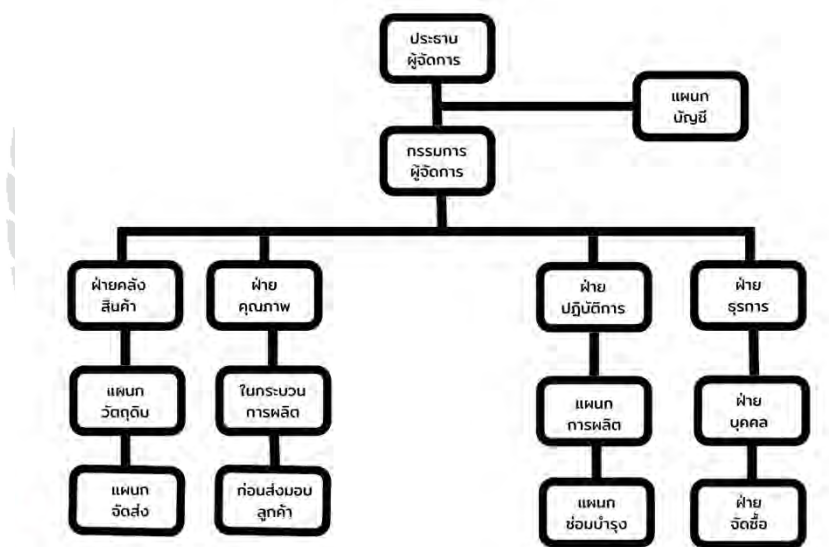 ประธาน
ผู้จัดการ
แผนก
บัญชี
กรรมการ
ผู้จัดการ
ฝ่ายคลัง
สินค้า
ฝ่าย
คุณภาพ
ฝ่าย
ปฏิบัติการ
ฝ่าย
ธุรการ
แผนก
วัตถุดิบ
ในกระบวน
การผลิต
แผนก
การผลิต
ฝ่าย
บุคคล
แผนก
จัดส่ง
ก่อนส่งมอบ
ลูกค้า
แผนก
ซ่อมบำรุง
ฝ่าย
จัดซื้อ